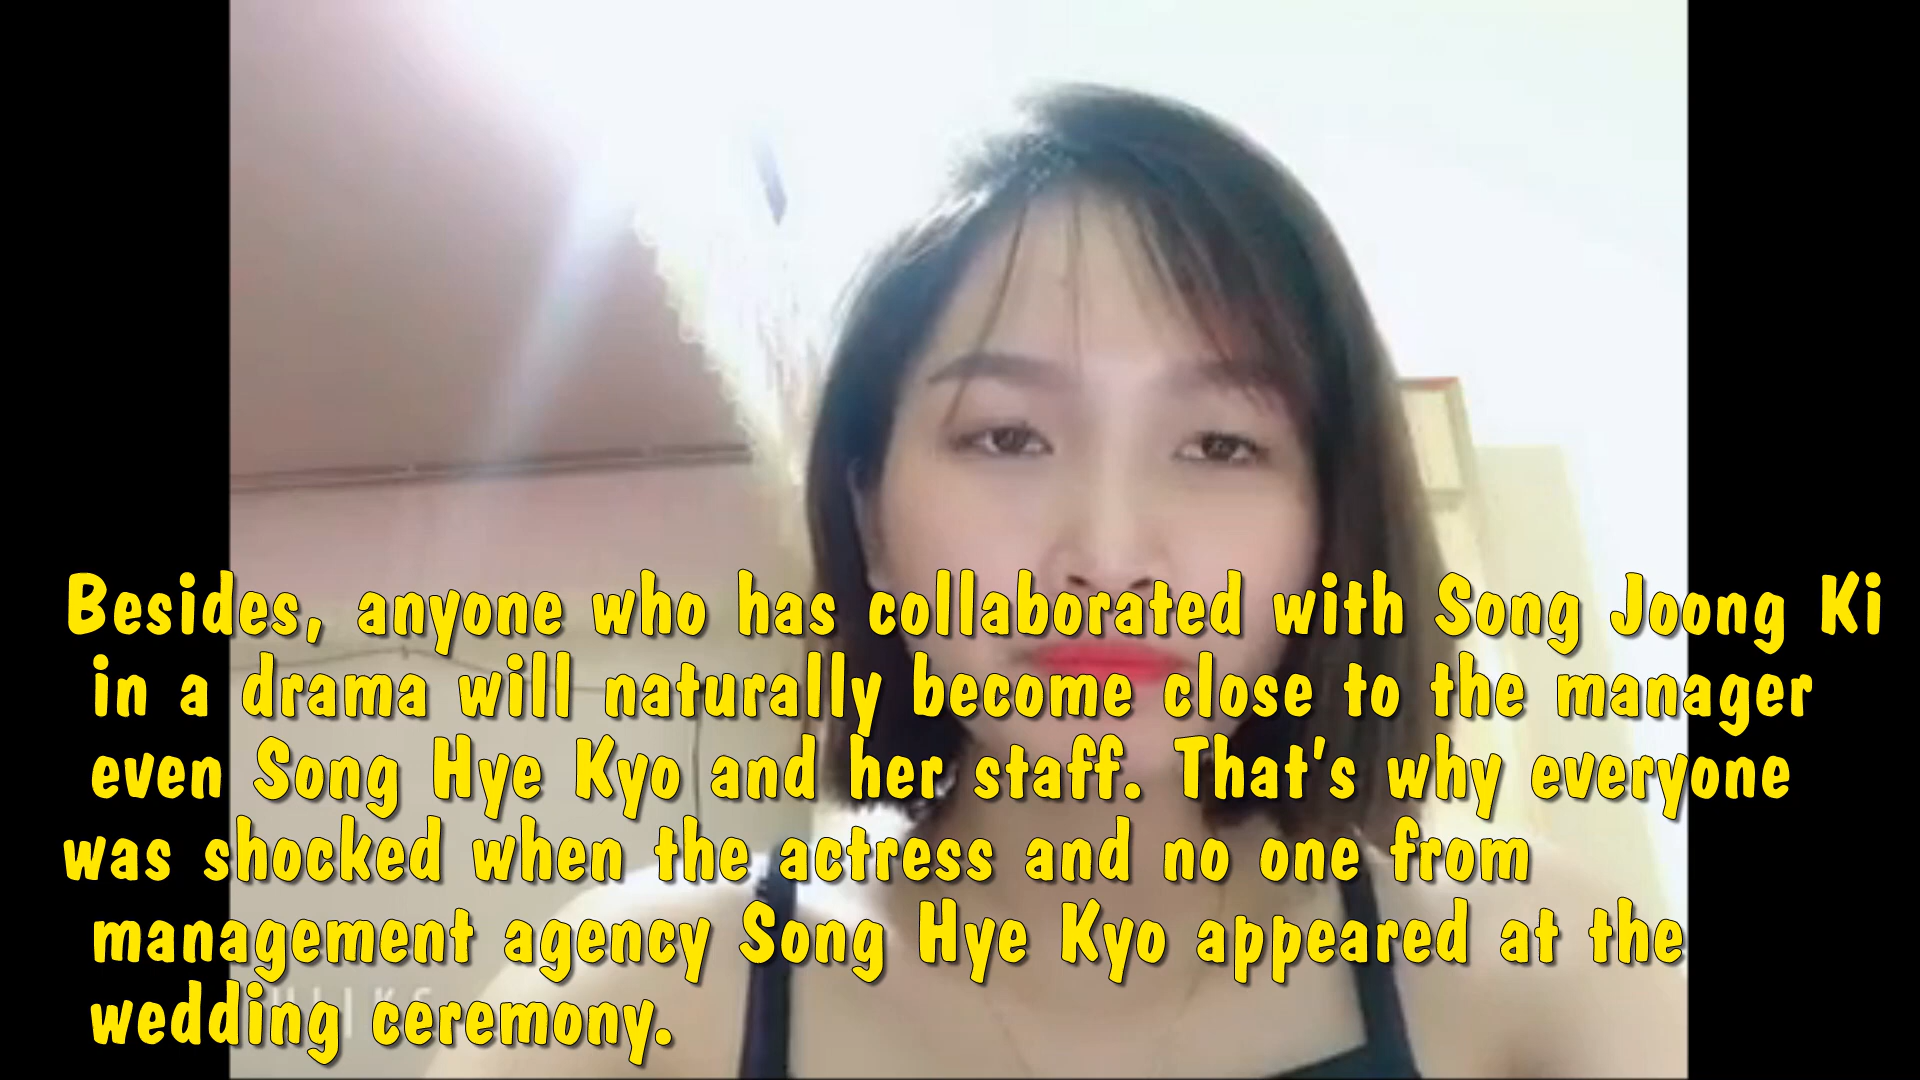 Besides, anyone who has collaborated with Song Joong Ki
in a drama will naturally become close to the manager
even Song Hye Kyo and her staff. That's why everyone
was shocked when the actress and no one from
management agency Song Hye Kyo appeared at the
wedding ceremony.